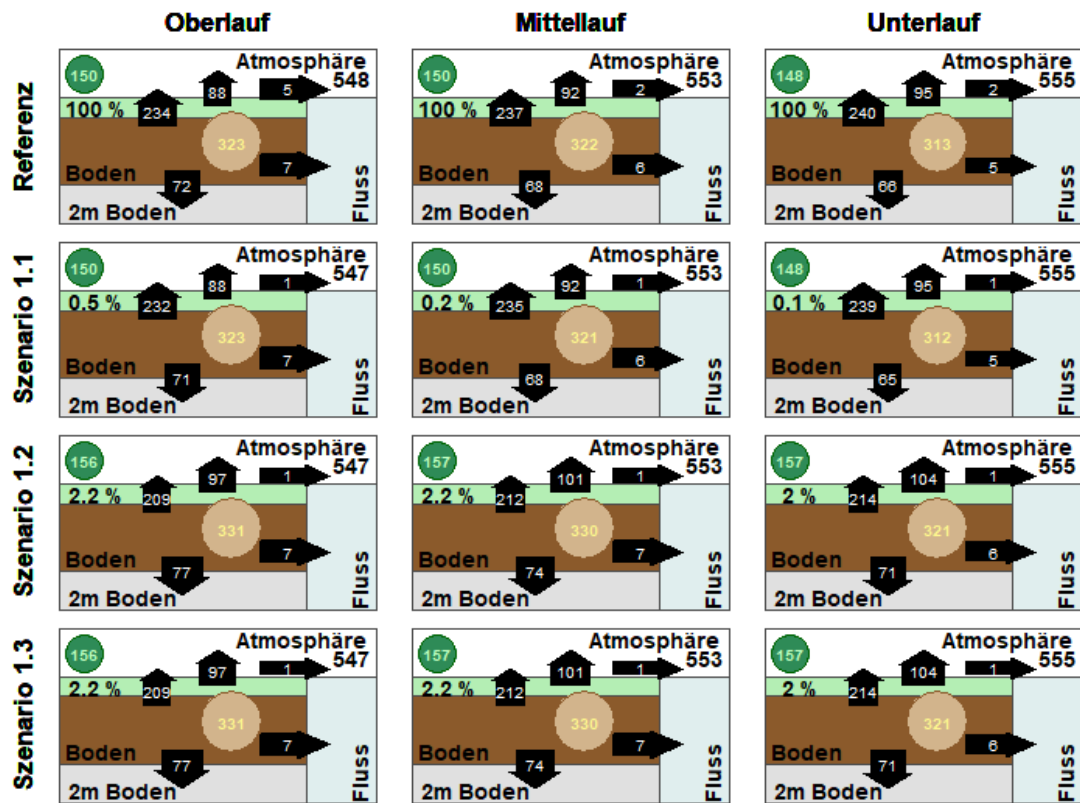 Oberlauf Mittellauf Unterlauf
Referenz
150 Atmosphäre 548
100 % 234 88 5
323
Boden 7
72
2m Boden Fluss
150 Atmosphäre 553
100 % 237 92 2
322
Boden 6
68
2m Boden Fluss
148 Atmosphäre 555
100 % 240 95 2
313
Boden 5
66
2m Boden Fluss
Szenario 1.1
150 Atmosphäre 547
0.5 % 232 88 1
323
Boden 7
71
2m Boden Fluss
150 Atmosphäre 553
0.2 % 235 92 1
321
Boden 6
68
2m Boden Fluss
148 Atmosphäre 555
0.1 % 239 95 1
312
Boden 5
65
2m Boden Fluss
Szenario 1.2
156 Atmosphäre 547
2.2 % 209 97 1
331
Boden 7
77
2m Boden Fluss
157 Atmosphäre 553
2.2 % 212 101 1
330
Boden 7
74
2m Boden Fluss
157 Atmosphäre 555
2 % 214 104 1
321
Boden 6
71
2m Boden Fluss
Szenario 1.3
156 Atmosphäre 547
2.2 % 209 97 1
331
Boden 7
77
2m Boden Fluss
157 Atmosphäre 553
2.2 % 212 101 1
330
Boden 7
74
2m Boden Fluss
157 Atmosphäre 555
2 % 214 104 1
321
Boden 6
71
2m Boden Fluss